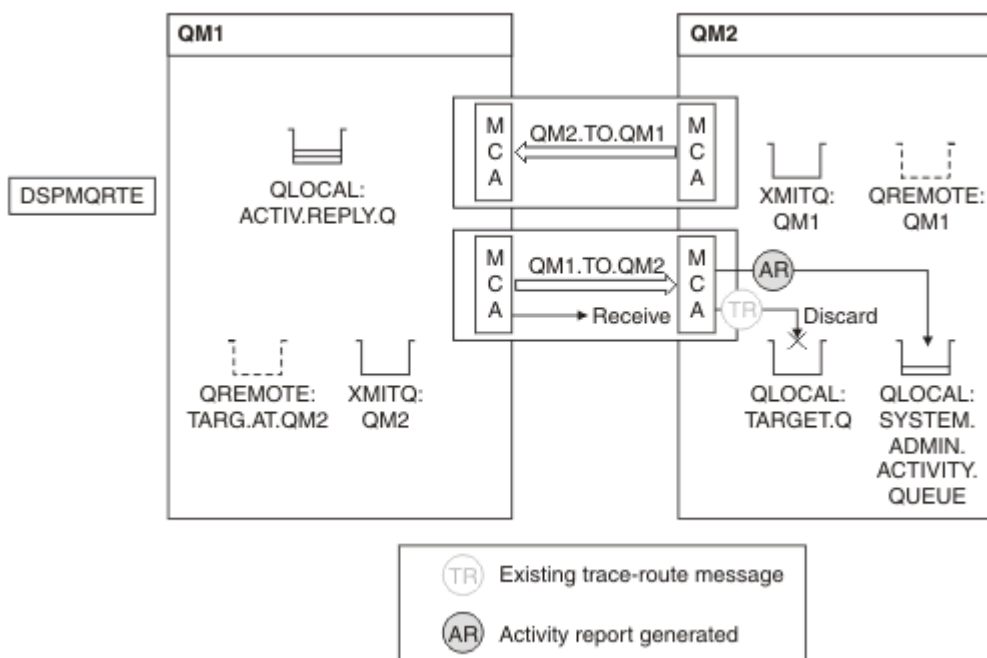 QM1
QM2
DSPMQRTE
M
C
A
QM2.TO.QM1
M
C
A
QLOCAL:
ACTIV.REPLY.Q
XMITQ:
QM1
QREMOTE:
QM1
M
C
A
QM1.TO.QM2
Receive
M
C
A
AR
TR
Discard
QREMOTE:
TARG.AT.QM2
XMITQ:
QM2
QLOCAL:
TARGET.Q
QLOCAL:
SYSTEM.
ADMIN.
ACTIVITY.
QUEUE
TR Existing trace-route message
AR Activity report generated